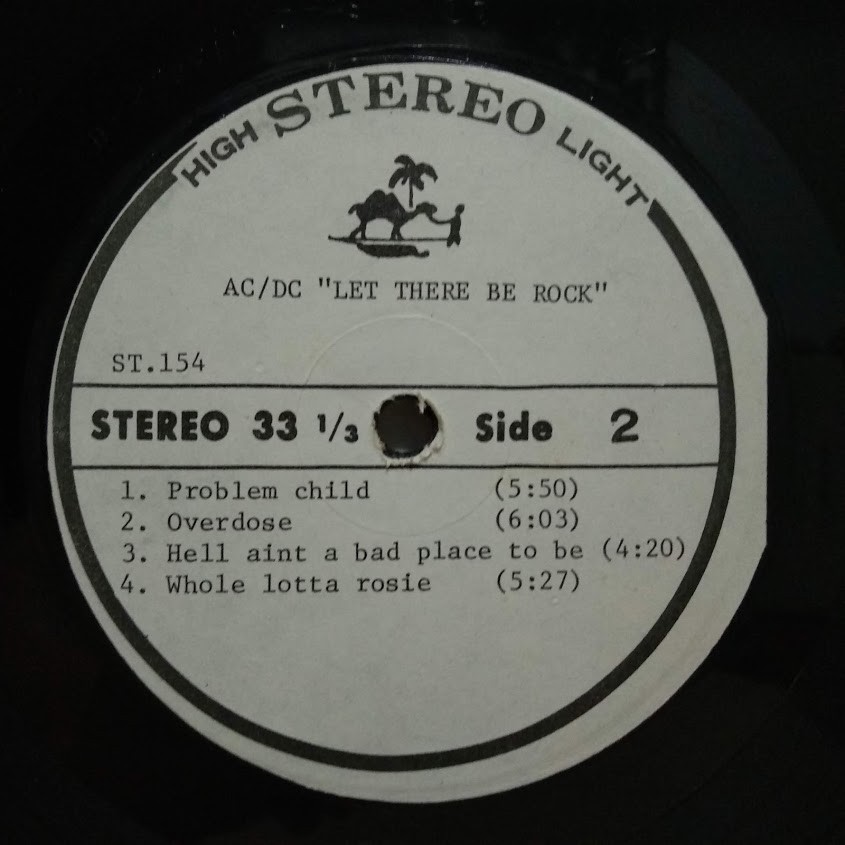 HIGH STEREO LIGHT
AC/DC "LET THERE BE ROCK"
ST.154
STEREO 33 1/3 Side 2
1. Problem child (5:50)
2. Overdose (6:03)
3. Hell aint a bad place to be (4:20)
4. Whole lotta rosie (5:27)